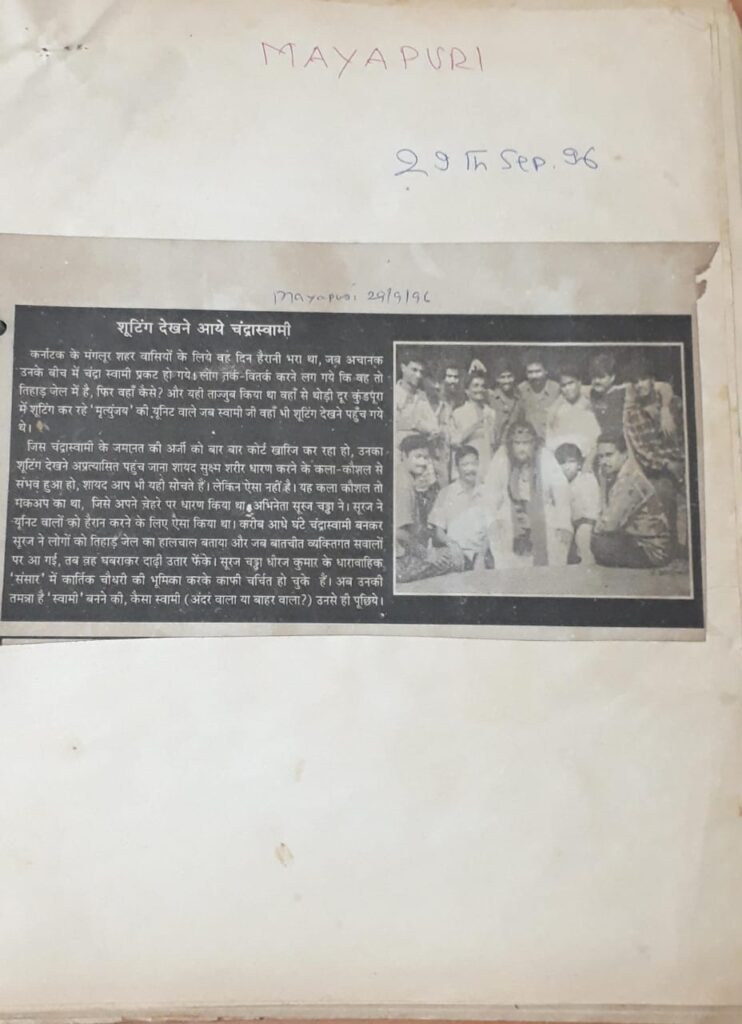 MAYAPURI
29th Sep. 96
Mayapuri 29/9/96
शूटिंग देखने आये चंद्रास्वामी
कर्नाटक के मंगलूर शहर वासियों के लिये वह दिन हैरानी भरा था, जब अचानक
उनके बीच में चंद्रा स्वामी प्रकट हो गये। लोग तर्क-वितर्क करने लग गये कि वह तो
तिहाड़ जेल में है, फिर वहाँ कैसे? और यही ताज्जुब किया था वहाँ से थोड़ी दूर कुंडपूरा
में शूटिंग कर रहे 'मृत्युंजय' की यूनिट वाले जब स्वामी जी वहाँ भी शूटिंग देखने पहुँच गये
थे।
जिस चंद्रास्वामी के जमानत की अर्जी को बार बार कोर्ट खारिज कर रहा हो, उनका
शूटिंग देखने अप्रत्यासित पहुंच जाना शायद सुक्ष्म शरीर धारण करने के कला-कौशल से
संभव हुआ हो, शायद आप भी यही सोचते हैं। लेकिन ऐसा नहीं है। यह कला कौशल तो
मेकअप का था, जिसे अपने चेहरे पर धारण किया था अभिनेता सूरज चड्ढा ने। सूरज ने
यूनिट वालों को हैरान करने के लिए ऐसा किया था। करीब आधे घंटे चंद्रास्वामी बनकर
सूरज ने लोगों को तिहाड़ जेल का हालचाल बताया और जब बातचीत व्यक्तिगत सवालों
पर आ गई, तब वह घबराकर दाढ़ी उतार फेंके। सूरज चड्ढा धीरज कुमार के धारावाहिक
'संसार' में कार्तिक चौधरी की भूमिका करके काफी चर्चित हो चुके हैं। अब उनकी
तमन्ना है 'स्वामी' बनने की, कैसा स्वामी (अंदर वाला या बाहर वाला?) उनसे ही पूछिये।